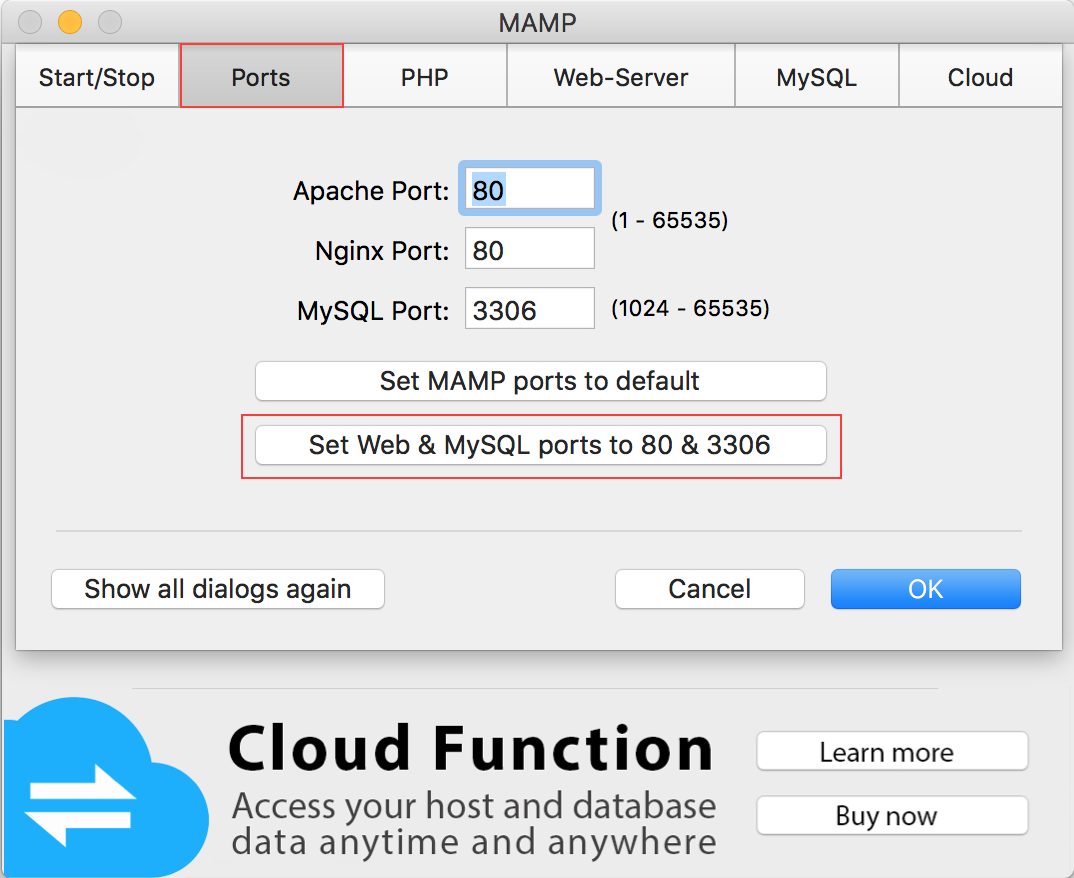 MAMP
Start/Stop Ports PHP Web-Server MySQL Cloud
Apache Port: 80
(1 - 65535)
Nginx Port: 80
MySQL Port: 3306 (1024 - 65535)
Set MAMP ports to default
Set Web & MySQL ports to 80 & 3306
Show all dialogs again Cancel OK
Cloud Function
Learn more
Access your host and database
data anytime and anywhere
Buy now